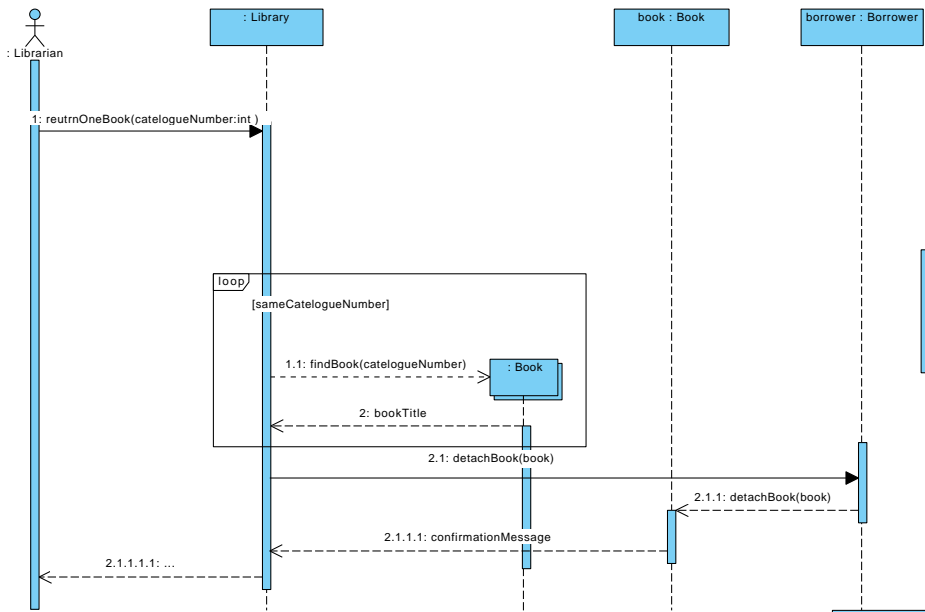 : Librarian
: Library
book : Book
borrower : Borrower
1: reutrnOneBook(catelogueNumber:int )
loop
[sameCatelogueNumber]
1.1: findBook(catelogueNumber)
: Book
2: bookTitle
2.1: detachBook(book)
2.1.1: detachBook(book)
2.1.1.1: confirmationMessage
2.1.1.1.1: ...